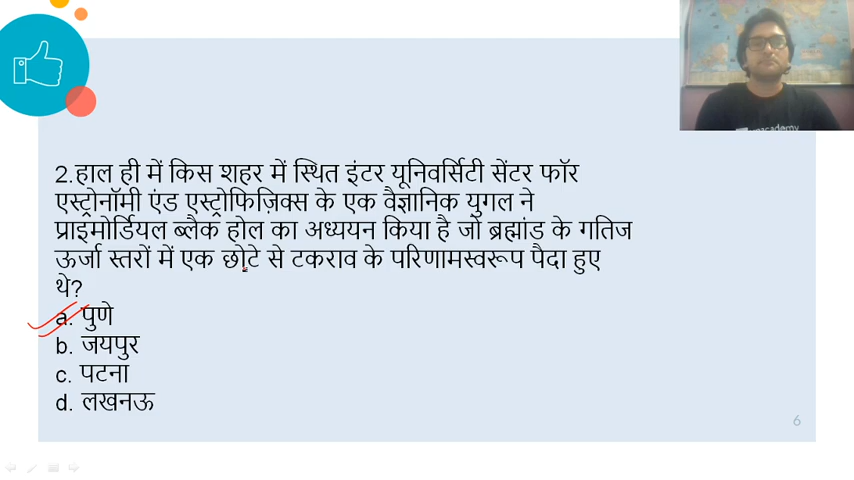 2.हाल ही में किस शहर में स्थित इंटर यूनिवर्सिटी सेंटर फॉर
एस्ट्रोनॉमी एंड एस्ट्रोफिज़िक्स के एक वैज्ञानिक युगल ने
प्राइमोर्डियल ब्लैक होल का अध्ययन किया है जो ब्रह्मांड के गतिज
ऊर्जा स्तरों में एक छोटे से टकराव के परिणामस्वरूप पैदा हुए
थे?
a. पुणे
b. जयपुर
c. पटना
d. लखनऊ
6